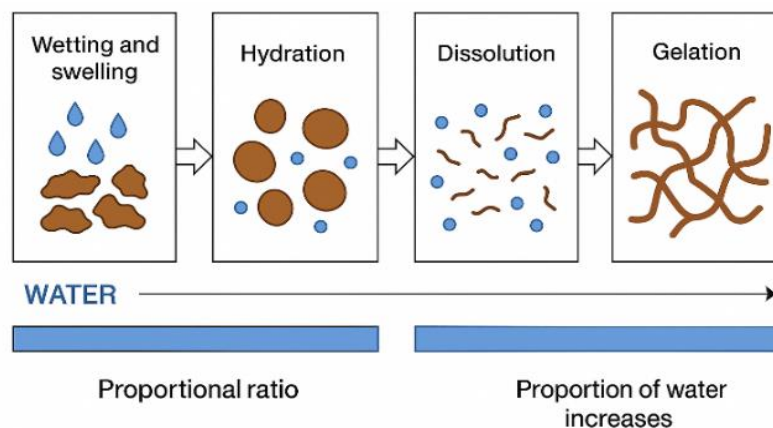 Wetting and
swelling
Hydration
Dissolution
Gelation
WATER
Proportional ratio
Proportion of water
increases